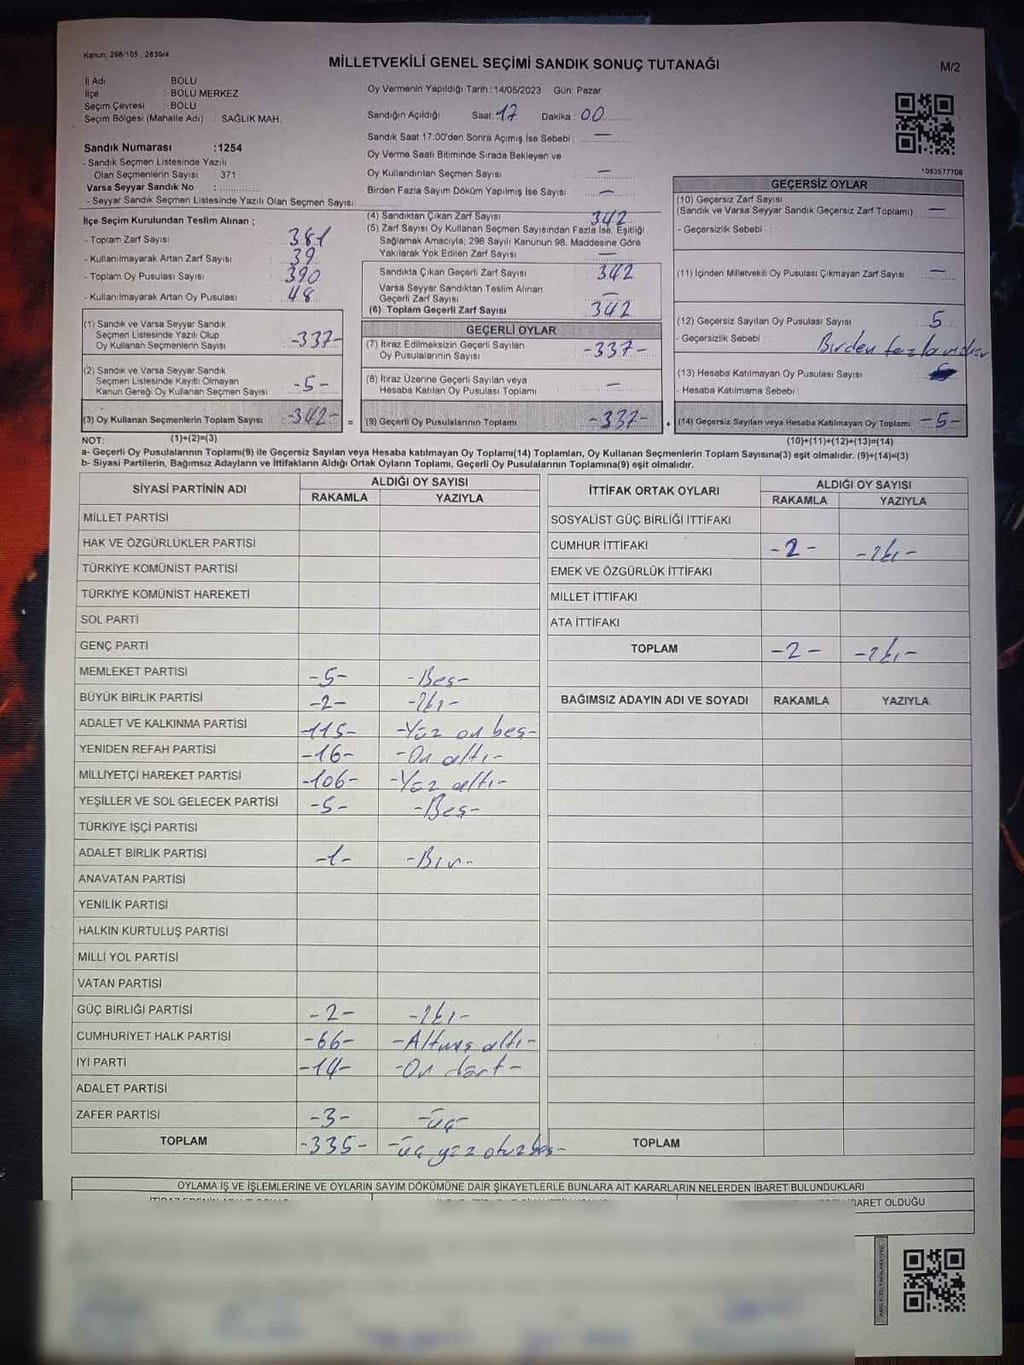 Kanun: 298/105 , 2839/4
MİLLETVEKİLİ GENEL SEÇİMİ SANDIK SONUÇ TUTANAĞI
M/2
İl Adı : BOLU
İlçe : BOLU MERKEZ
Seçim Çevresi : BOLU
Seçim Bölgesi (Mahalle Adı) : SAĞLIK MAH.
Oy Vermenin Yapıldığı Tarih :14/05/2023 Gün: Pazar
Sandığın Açıldığı Saat: 17 Dakika : 00
Sandık Saat 17:00'den Sonra Açmış İse Sebebi : —
Oy Verme Saati Bitiminde Sırada Bekleyen ve
Oy Kullandırılan Seçmen Sayısı —
Birden Fazla Sayım Döküm Yapılmış İse Sayısı —
Sandık Numarası :1254
- Sandık Seçmen Listesinde Yazılı
Olan Seçmenlerin Sayısı : 371
Varsa Seyyar Sandık No :
- Seyyar Sandık Seçmen Listesinde Yazılı Olan Seçmen Sayısı:
1083577708
İlçe Seçim Kurulundan Teslim Alınan ;
- Toplam Zarf Sayısı 381
- Kullanılmayarak Artan Zarf Sayısı 39
- Toplam Oy Pusulası Sayısı 390
- Kullanılmayarak Artan Oy Pusulası 48
(1) Sandık ve Varsa Seyyar Sandık
Seçmen Listesinde Yazılı Olup
Oy Kullanan Seçmenlerin Sayısı -337-
(2) Sandık ve Varsa Seyyar Sandık
Seçmen Listesinde Kayıtlı Olmayan
Kanun Gereği Oy Kullanan Seçmen Sayısı -5-
(3) Oy Kullanan Seçmenlerin Toplam Sayısı -342- =
(4) Sandıktan Çıkan Zarf Sayısı 342
(5) Zarf Sayısı Oy Kullanan Seçmen Sayısından Fazla İse, Eşitliği
Sağlamak Amacıyla; 298 Sayılı Kanunun 98. Maddesine Göre
Yakılarak Yok Edilen Zarf Sayısı —
Sandıkta Çıkan Geçerli Zarf Sayısı 342
Varsa Seyyar Sandıktan Teslim Alınan
Geçerli Zarf Sayısı —
(6) Toplam Geçerli Zarf Sayısı 342
GEÇERLİ OYLAR
(7) İtiraz Edilmeksizin Geçerli Sayılan
Oy Pusulalarının Sayısı -337-
(8) İtiraz Üzerine Geçerli Sayılan veya
Hesaba Katılan Oy Pusulası Toplamı —
(9) Geçerli Oy Pusulalarının Toplamı -337- +
GEÇERSİZ OYLAR
(10) Geçersiz Zarf Sayısı
(Sandık ve Varsa Seyyar Sandık Geçersiz Zarf Toplamı) —
- Geçersizlik Sebebi :
(11) İçinden Milletvekili Oy Pusulası Çıkmayan Zarf Sayısı —
(12) Geçersiz Sayılan Oy Pusulası Sayısı 5
- Geçersizlik Sebebi Birden
(13) Hesaba Katılmayan Oy Pusulası Sayısı
- Hesaba Katılmama Sebebi
(14) Geçersiz Sayılan veya Hesaba Katılmayan Oy Toplamı -5-
NOT: (1)+(2)=(3) (10)+(11)+(12)+(13)=(14)
a- Geçerli Oy Pusulalarının Toplamı(9) ile Geçersiz Sayılan veya Hesaba Katılmayan Oy Toplamı(14) Toplamları, Oy Kullanan Seçmenlerin Toplam Sayısına(3) eşit olmalıdır. (9)+(14)=(3)
b- Siyasi Partilerin, Bağımsız Adayların ve İttifakların Aldığı Ortak Oyların Toplamı, Geçerli Oy Pusulalarının Toplamına(9) eşit olmalıdır.
SİYASİ PARTİNİN ADI ALDIĞI OY SAYISI
RAKAMLA YAZIYLA
MİLLET PARTİSİ
HAK VE ÖZGÜRLÜKLER PARTİSİ
TÜRKİYE KOMÜNİST PARTİSİ
TÜRKİYE KOMÜNİST HAREKETİ
SOL PARTİ
GENÇ PARTİ
MEMLEKET PARTİSİ -5- -Beş-
BÜYÜK BİRLİK PARTİSİ -2- -İki-
ADALET VE KALKINMA PARTİSİ -115- -Yüz on beş-
YENİDEN REFAH PARTİSİ -16- -On altı-
MİLLİYETÇİ HAREKET PARTİSİ -106- -Yüz altı-
YEŞİLLER VE SOL GELECEK PARTİSİ -5- -Beş-
TÜRKİYE İŞÇİ PARTİSİ
ADALET BİRLİK PARTİSİ -1- -Bir-
ANAVATAN PARTİSİ
YENİLİK PARTİSİ
HALKIN KURTULUŞ PARTİSİ
MİLLİ YOL PARTİSİ
VATAN PARTİSİ
GÜÇ BİRLİĞİ PARTİSİ -2- -İki-
CUMHURİYET HALK PARTİSİ -66- -Altmış altı-
İYİ PARTİ -14- -On dört-
ADALET PARTİSİ
ZAFER PARTİSİ -3- -üç-
TOPLAM -335- -üç yüz otuz beş-
İTTİFAK ORTAK OYLARI ALDIĞI OY SAYISI
RAKAMLA YAZIYLA
SOSYALİST GÜÇ BİRLİĞİ İTTİFAKI
CUMHUR İTTİFAKI -2- -İki-
EMEK VE ÖZGÜRLÜK İTTİFAKI
MİLLET İTTİFAKI
ATA İTTİFAKI
TOPLAM -2- -İki-
BAĞIMSIZ ADAYIN ADI VE SOYADI RAKAMLA YAZIYLA
TOPLAM
OYLAMA İŞ VE İŞLEMLERİNE VE OYLARIN SAYIM DÖKÜMÜNE DAİR ŞİKAYETLERLE BUNLARA AİT KARARLARIN NELERDEN İBARET BULUNDUKLARI
İBARET OLDUĞU